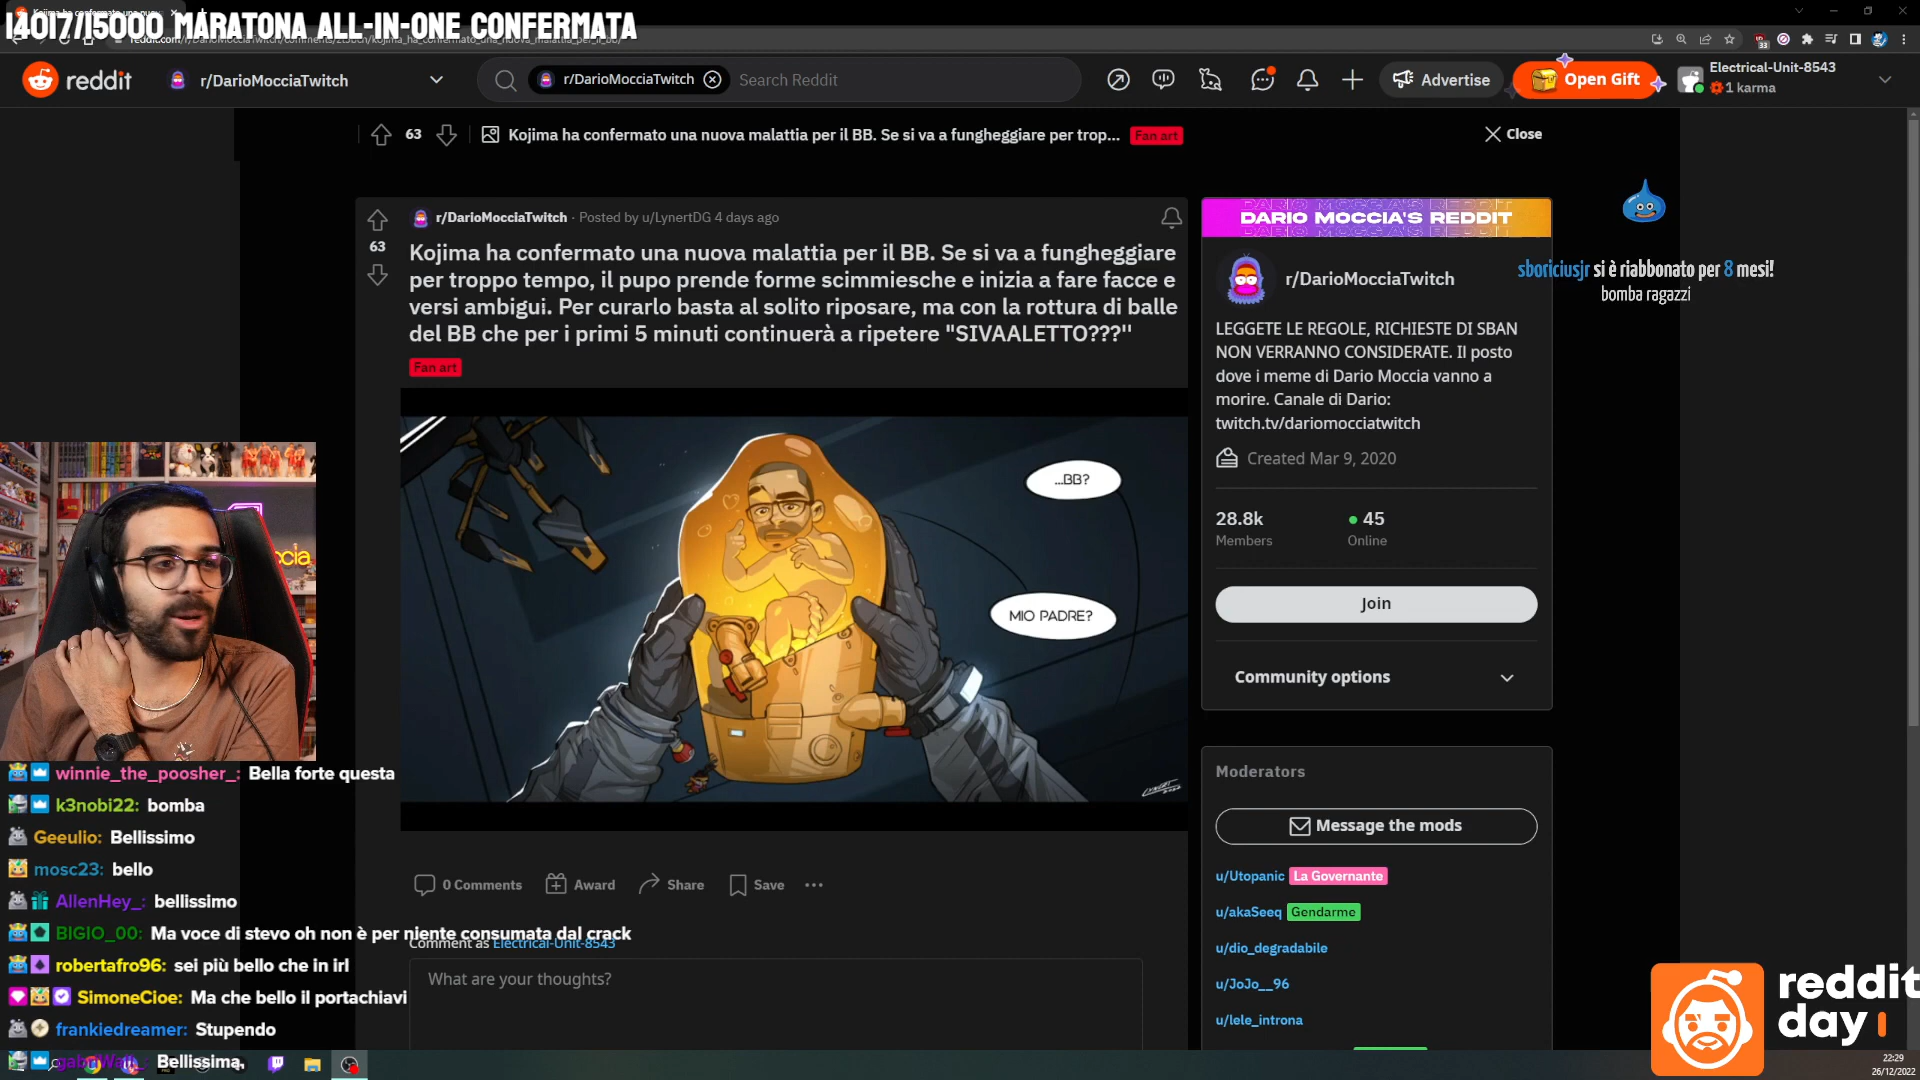 14017/15000 MARATONA ALL-IN-ONE CONFERMATA
reddit
r/DarioMocciaTwitch
r/DarioMocciaTwitch
Search Reddit
Advertise
Open Gift
Electrical-Unit-8543
1 karma
63
Kojima ha confermato una nuova malattia per il BB. Se si va a fungheggiare per trop...
Fan art
Close
r/DarioMocciaTwitch · Posted by u/LynertDG 4 days ago
63
Kojima ha confermato una nuova malattia per il BB. Se si va a fungheggiare
per troppo tempo, il pupo prende forme scimmiesche e inizia a fare facce e
versi ambigui. Per curarlo basta al solito riposare, ma con la rottura di balle
del BB che per i primi 5 minuti continuerà a ripetere "SIVAALETTO???"
Fan art
...BB?
MIO PADRE?
0 Comments
Award
Share
Save
Comment as Electrical-Unit-8543
What are your thoughts?
DARIO MOCCIA'S REDDIT
r/DarioMocciaTwitch
LEGGETE LE REGOLE, RICHIESTE DI SBAN
NON VERRANNO CONSIDERATE. Il posto
dove i meme di Dario Moccia vanno a
morire. Canale di Dario:
twitch.tv/dariomocciatwitch
Created Mar 9, 2020
28.8k
Members
45
Online
Join
Community options
Moderators
Message the mods
u/Utopanic La Governante
u/akaSeeq Gendarme
u/dio_degradabile
u/JoJo__96
u/lele_introna
sboriciusjr si è riabbonato per 8 mesi!
bomba ragazzi
winnie_the_poosher_: Bella forte questa
k3nobi22: bomba
Geeulio: Bellissimo
mosc23: bello
AllenHey_: bellissimo
BIGIO_00: Ma voce di stevo oh non è per niente consumata dal crack
robertafro96: sei più bello che in irl
SimoneCioe: Ma che bello il portachiavi
frankiedreamer: Stupendo
Bellissima,
reddit
day
22:29
26/12/2022